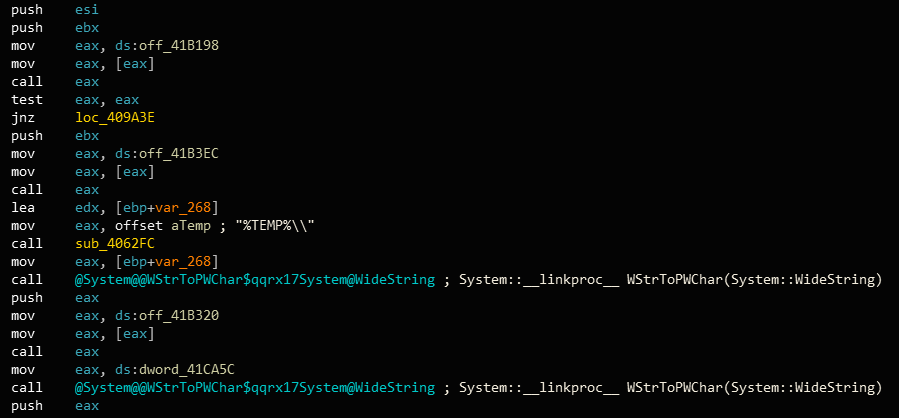 push esi
push ebx
mov eax, ds:off_41B198
mov eax, [eax]
call eax
test eax, eax
jnz loc_409A3E
push ebx
mov eax, ds:off_41B3EC
mov eax, [eax]
call eax
lea edx, [ebp+var_268]
mov eax, offset aTemp ; "%TEMP%\\"
call sub_4062FC
mov eax, [ebp+var_268]
call @System@@WStrToPWChar$qqrx17System@WideString ; System::__linkproc__ WStrToPWChar(System::WideString)
push eax
mov eax, ds:off_41B320
mov eax, [eax]
call eax
mov eax, ds:dword_41CA5C
call @System@@WStrToPWChar$qqrx17System@WideString ; System::__linkproc__ WStrToPWChar(System::WideString)
push eax